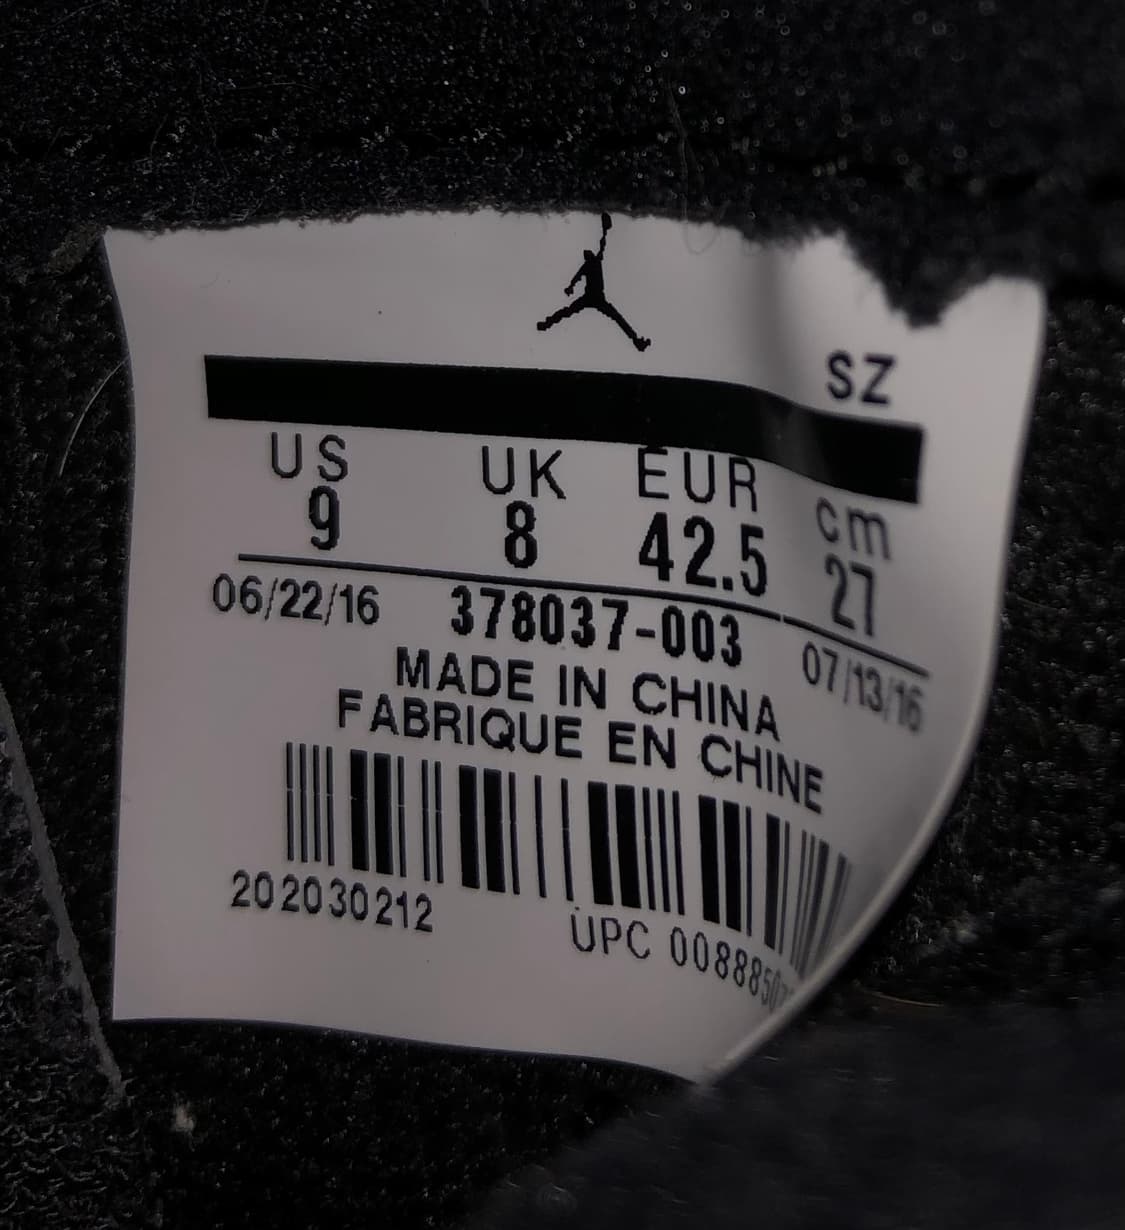 SZ
US UK EUR cm
9 8 42.5 27
06/22/16 378037-003 07/13/16
MADE IN CHINA
FABRIQUE EN CHINE
202030212 UPC 0088850